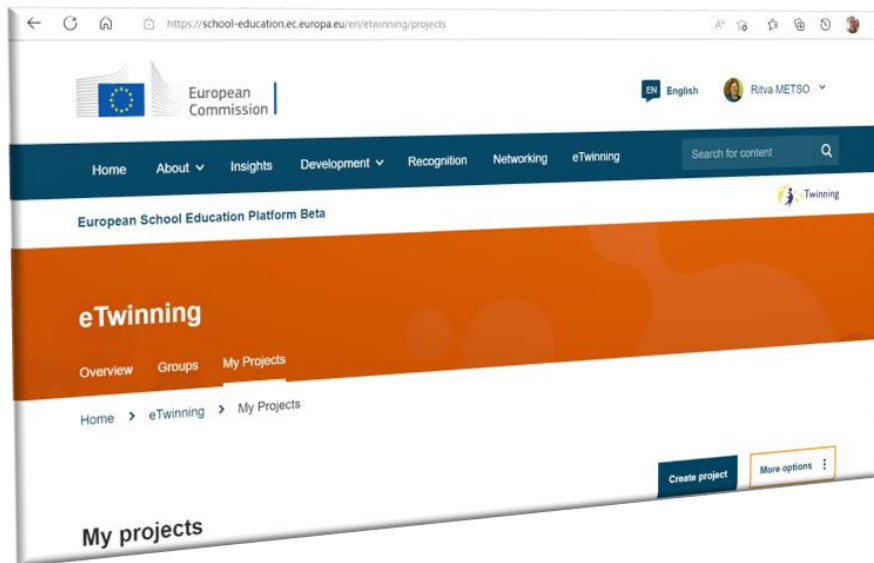 https://school-education.ec.europa.eu/en/etwinning/projects
European
Commission
EN English Ritva METSO
Home About Insights Development Recognition Networking eTwinning Search for content
eTwinning
European School Education Platform Beta
eTwinning
Overview Groups My Projects
Home > eTwinning > My Projects
Create project More options
My projects